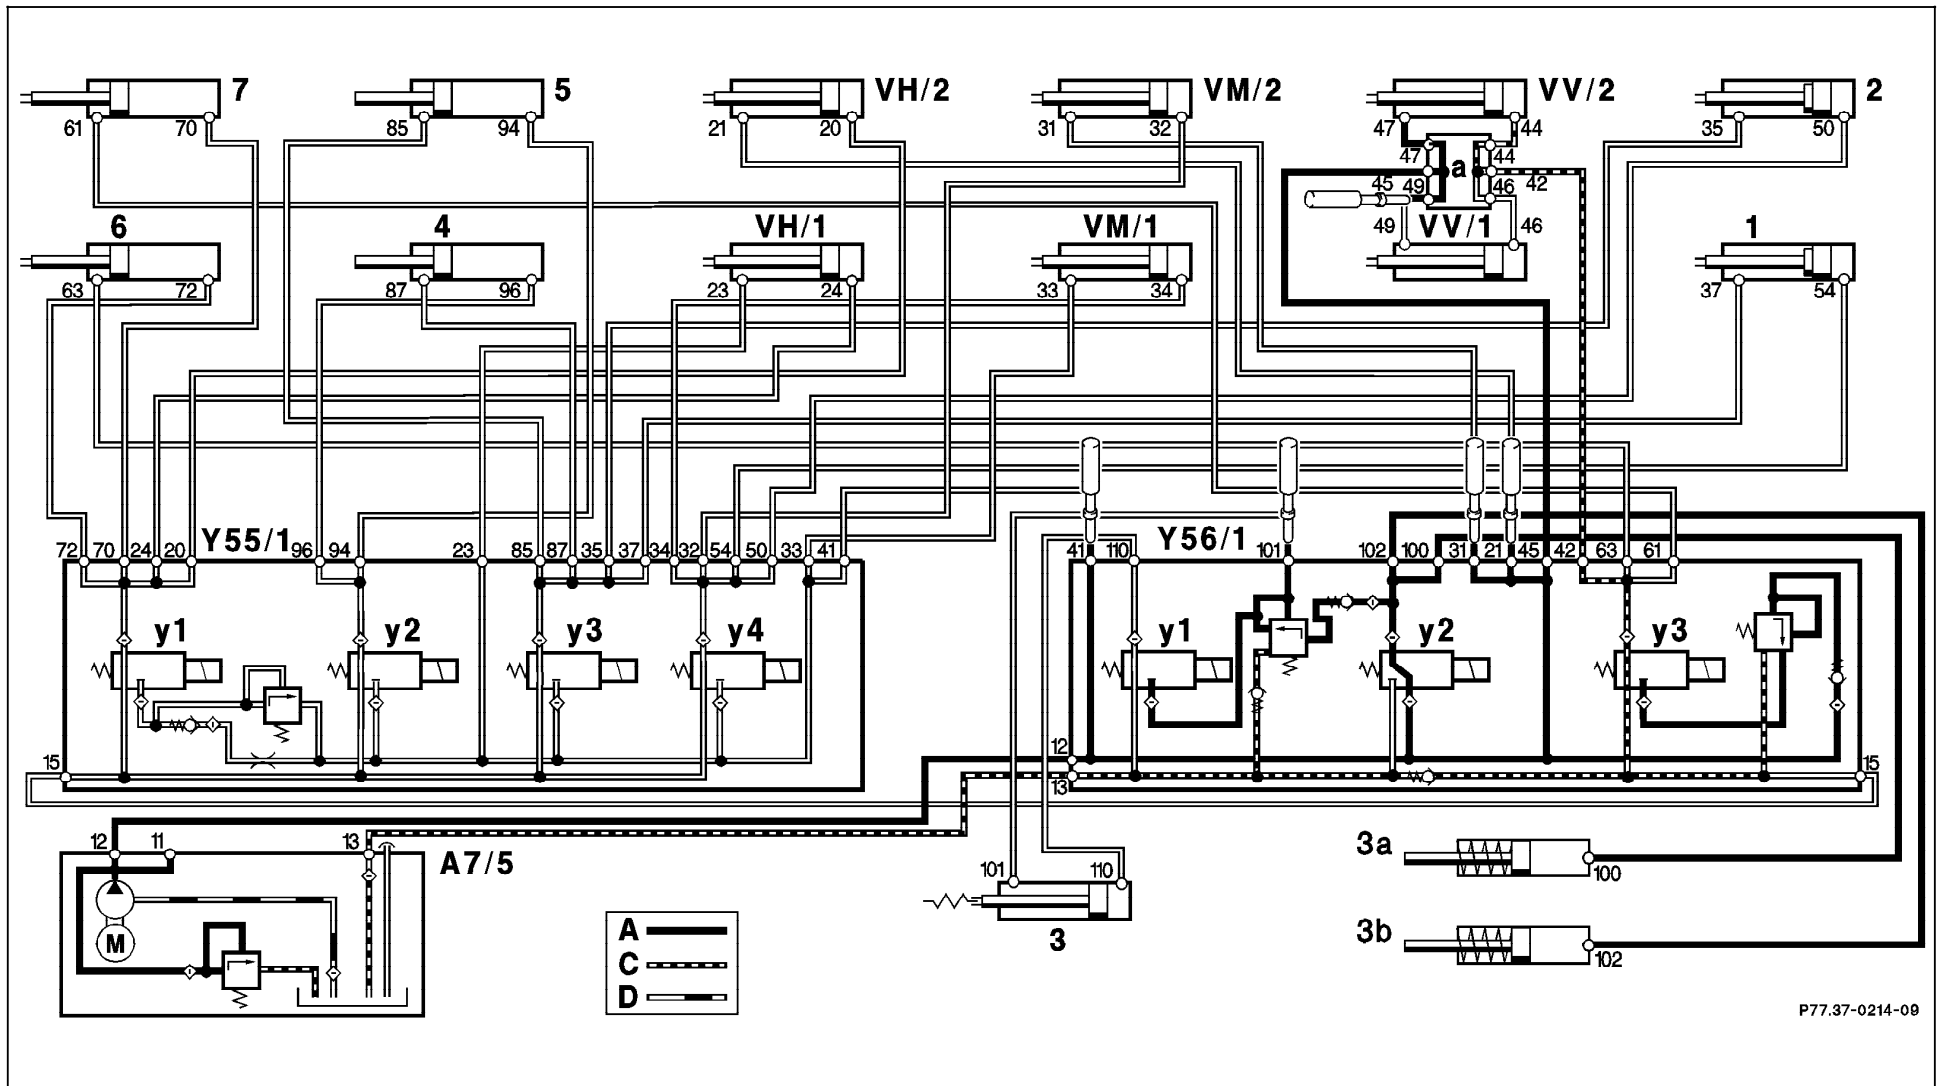 7 5 VH/2 VM/2 VV/2 2
61 70 85 94 21 20 31 32 47 44 35 50
47 44
a
45 49 46 42
6 4 VH/1 VM/1 49 VV/1 46 1
63 72 87 96 23 24 33 34 37 54
72 70 24 20 Y55/1 96 94 23 85 87 35 37 34 32 54 50 33 41
Y56/1
41 110 101 102 100 31 21 45 42 63 61
y1 y2 y3 y4
y1 y2 y3
15 12 13 15
12 11 13 A7/5
M
A
C
D
101 110
3
3a 100
3b 102
P77.37-0214-09